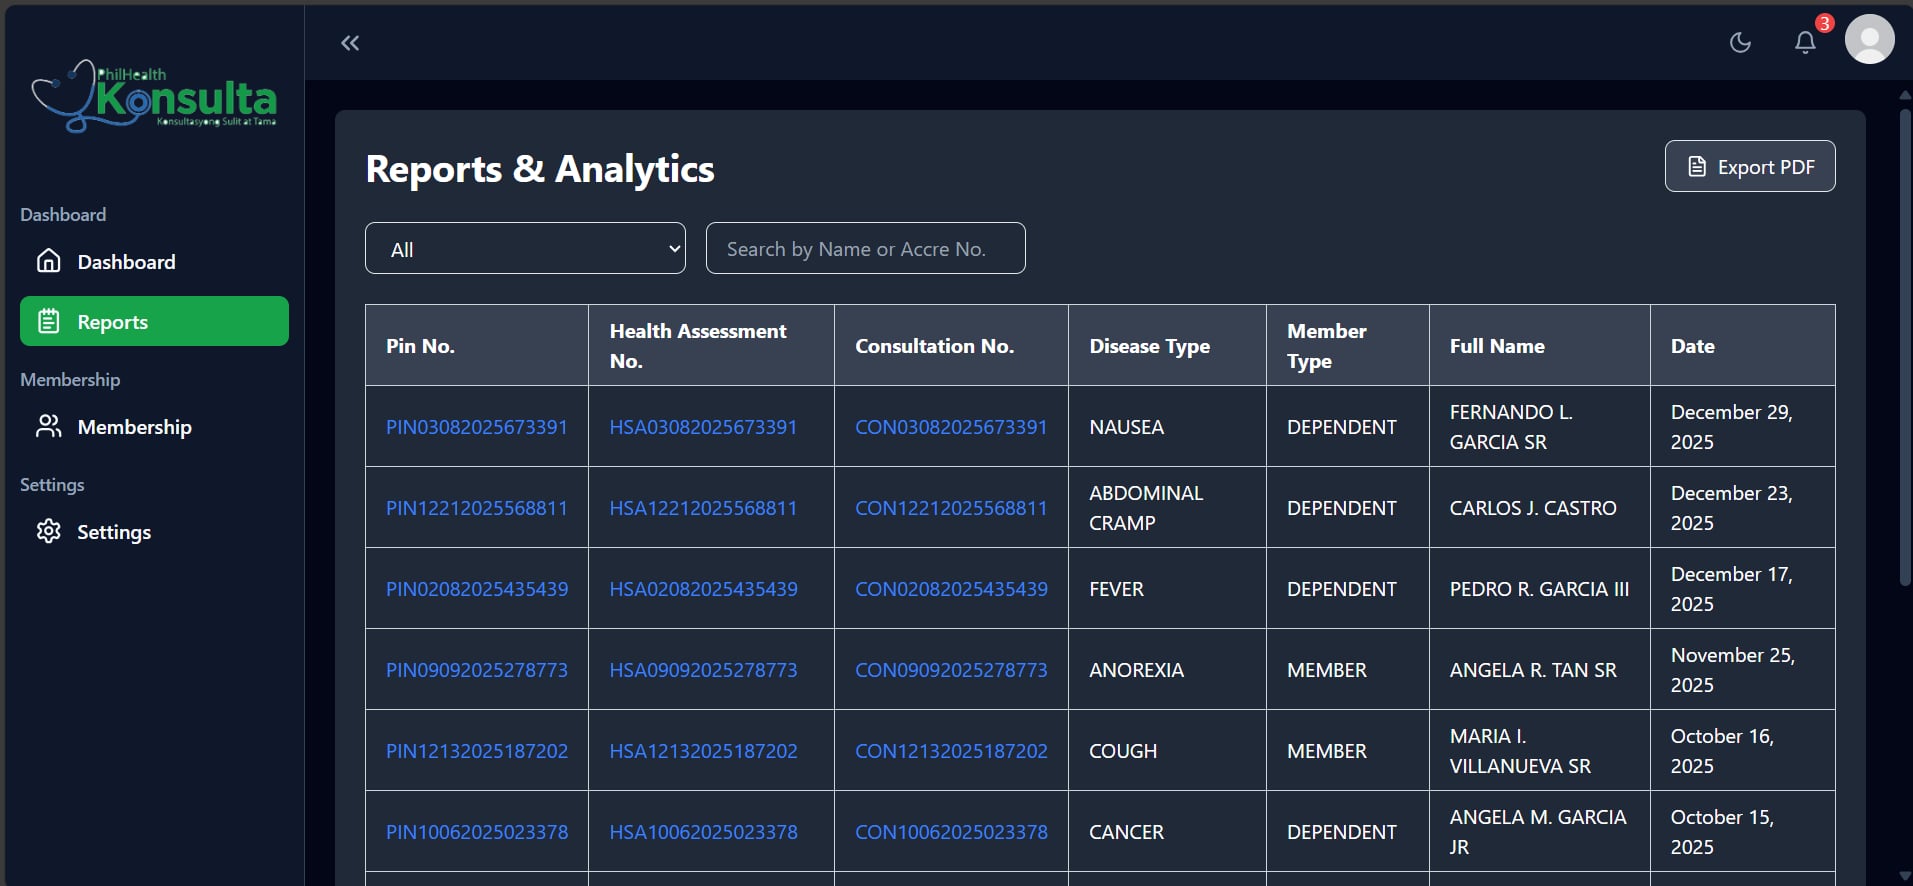 3
PhilHealth
Konsulta
Konsultasyong Sulit at Tama
Dashboard
Dashboard
Reports
Membership
Membership
Settings
Settings
Reports & Analytics
Export PDF
All
Search by Name or Accre No.
Pin No.
Health Assessment
No.
Consultation No.
Disease Type
Member
Type
Full Name
Date
PIN03082025673391
HSA03082025673391
CON03082025673391
NAUSEA
DEPENDENT
FERNANDO L.
GARCIA SR
December 29,
2025
PIN12212025568811
HSA12212025568811
CON12212025568811
ABDOMINAL
CRAMP
DEPENDENT
CARLOS J. CASTRO
December 23,
2025
PIN02082025435439
HSA02082025435439
CON02082025435439
FEVER
DEPENDENT
PEDRO R. GARCIA III
December 17,
2025
PIN09092025278773
HSA09092025278773
CON09092025278773
ANOREXIA
MEMBER
ANGELA R. TAN SR
November 25,
2025
PIN12132025187202
HSA12132025187202
CON12132025187202
COUGH
MEMBER
MARIA I.
VILLANUEVA SR
October 16,
2025
PIN10062025023378
HSA10062025023378
CON10062025023378
CANCER
DEPENDENT
ANGELA M. GARCIA
JR
October 15,
2025